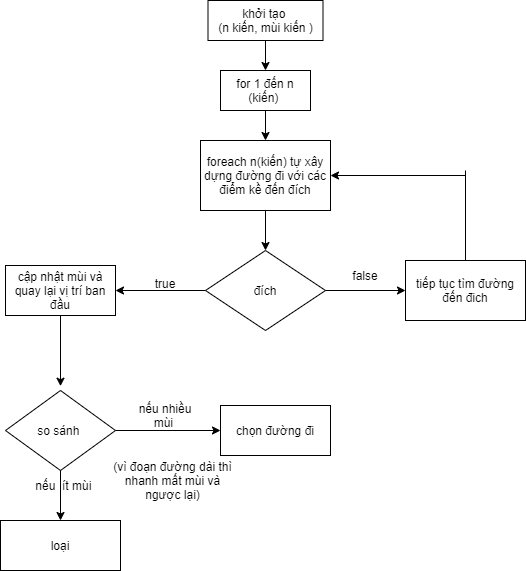 khởi tạo
(n kiến, mùi kiến )
for 1 đến n
(kiến)
foreach n(kiến) tự xây
dựng đường đi với các
điểm kề đến đích
đích
true
false
cập nhật mùi và
quay lại vị trí ban
đầu
tiếp tục tìm đường
đến đich
so sánh
nếu nhiều
mùi
chọn đường đi
(vì đoạn đường dài thì
nhanh mất mùi và
ngược lại)
nếu ít mùi
loại